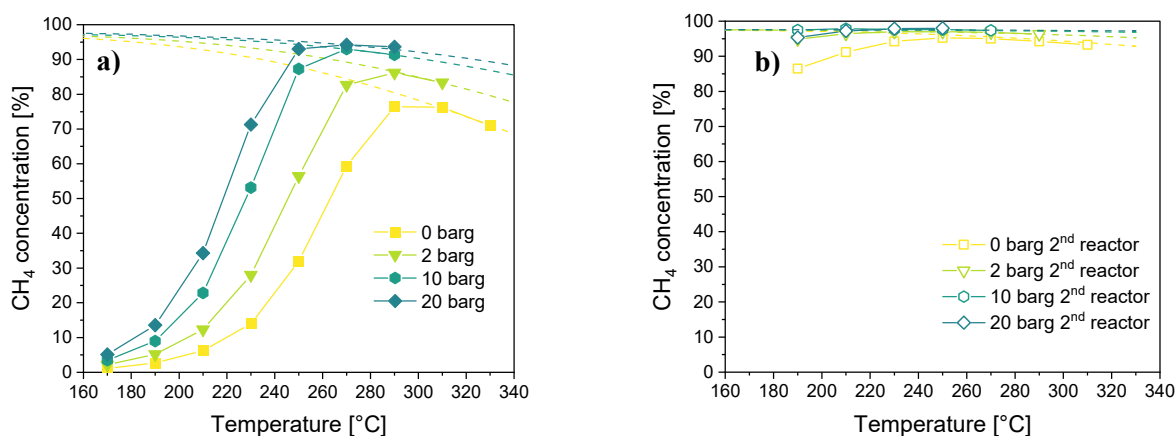 a)
CH4 concentration [%]
100
90
80
70
60
50
40
30
20
10
0
160 180 200 220 240 260 280 300 320 340
Temperature [°C]
0 barg
2 barg
10 barg
20 barg
b)
CH4 concentration [%]
100
90
80
70
60
50
40
30
20
10
0
160 180 200 220 240 260 280 300 320 340
Temperature [°C]
0 barg 2nd reactor
2 barg 2nd reactor
10 barg 2nd reactor
20 barg 2nd reactor